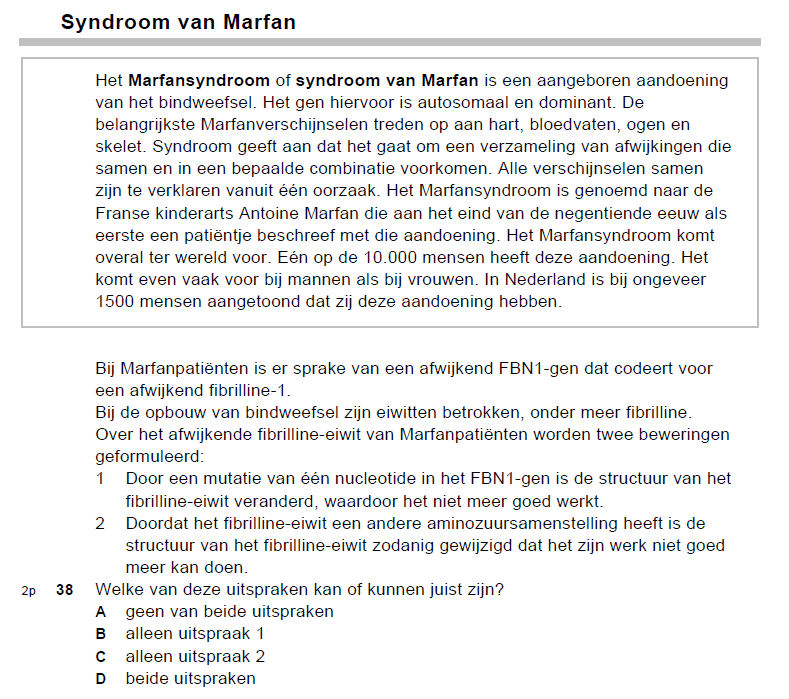 Syndroom van Marfan
Het Marfansyndroom of syndroom van Marfan is een aangeboren aandoening
van het bindweefsel. Het gen hiervoor is autosomaal en dominant. De
belangrijkste Marfanverschijnselen treden op aan hart, bloedvaten, ogen en
skelet. Syndroom geeft aan dat het gaat om een verzameling van afwijkingen die
samen en in een bepaalde combinatie voorkomen. Alle verschijnselen samen
zijn te verklaren vanuit één oorzaak. Het Marfansyndroom is genoemd naar de
Franse kinderarts Antoine Marfan die aan het eind van de negentiende eeuw als
eerste een patiëntje beschreef met die aandoening. Het Marfansyndroom komt
overal ter wereld voor. Eén op de 10.000 mensen heeft deze aandoening. Het
komt even vaak voor bij mannen als bij vrouwen. In Nederland is bij ongeveer
1500 mensen aangetoond dat zij deze aandoening hebben.
Bij Marfanpatiënten is er sprake van een afwijkend FBN1-gen dat codeert voor
een afwijkend fibrilline-1.
Bij de opbouw van bindweefsel zijn eiwitten betrokken, onder meer fibrilline.
Over het afwijkende fibrilline-eiwit van Marfanpatiënten worden twee beweringen
geformuleerd:
1 Door een mutatie van één nucleotide in het FBN1-gen is de structuur van het
fibrilline-eiwit veranderd, waardoor het niet meer goed werkt.
2 Doordat het fibrilline-eiwit een andere aminozuursamenstelling heeft is de
structuur van het fibrilline-eiwit zodanig gewijzigd dat het zijn werk niet goed
meer kan doen.
2p 38 Welke van deze uitspraken kan of kunnen juist zijn?
A geen van beide uitspraken
B alleen uitspraak 1
C alleen uitspraak 2
D beide uitspraken